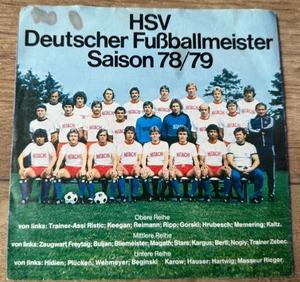 HSV
Deutscher Fußballmeister
Saison 78/79
Obere Reihe
von links: Trainer-Assi Ristic; Keegan; Reimann; Ripp; Gorski; Hrubesch; Memering; Kaltz.
Mittlere Reihe
von links: Zeugwart Freytag; Buljan; Bliemeister; Magath; Stars; Kargus; Bertl; Nogly; Trainer Zebec.
Untere Reihe
von links: Hidien; Plücken, Wehmeyer; Beginski Karow; Hauser; Hartwig; Masseur Rieger.